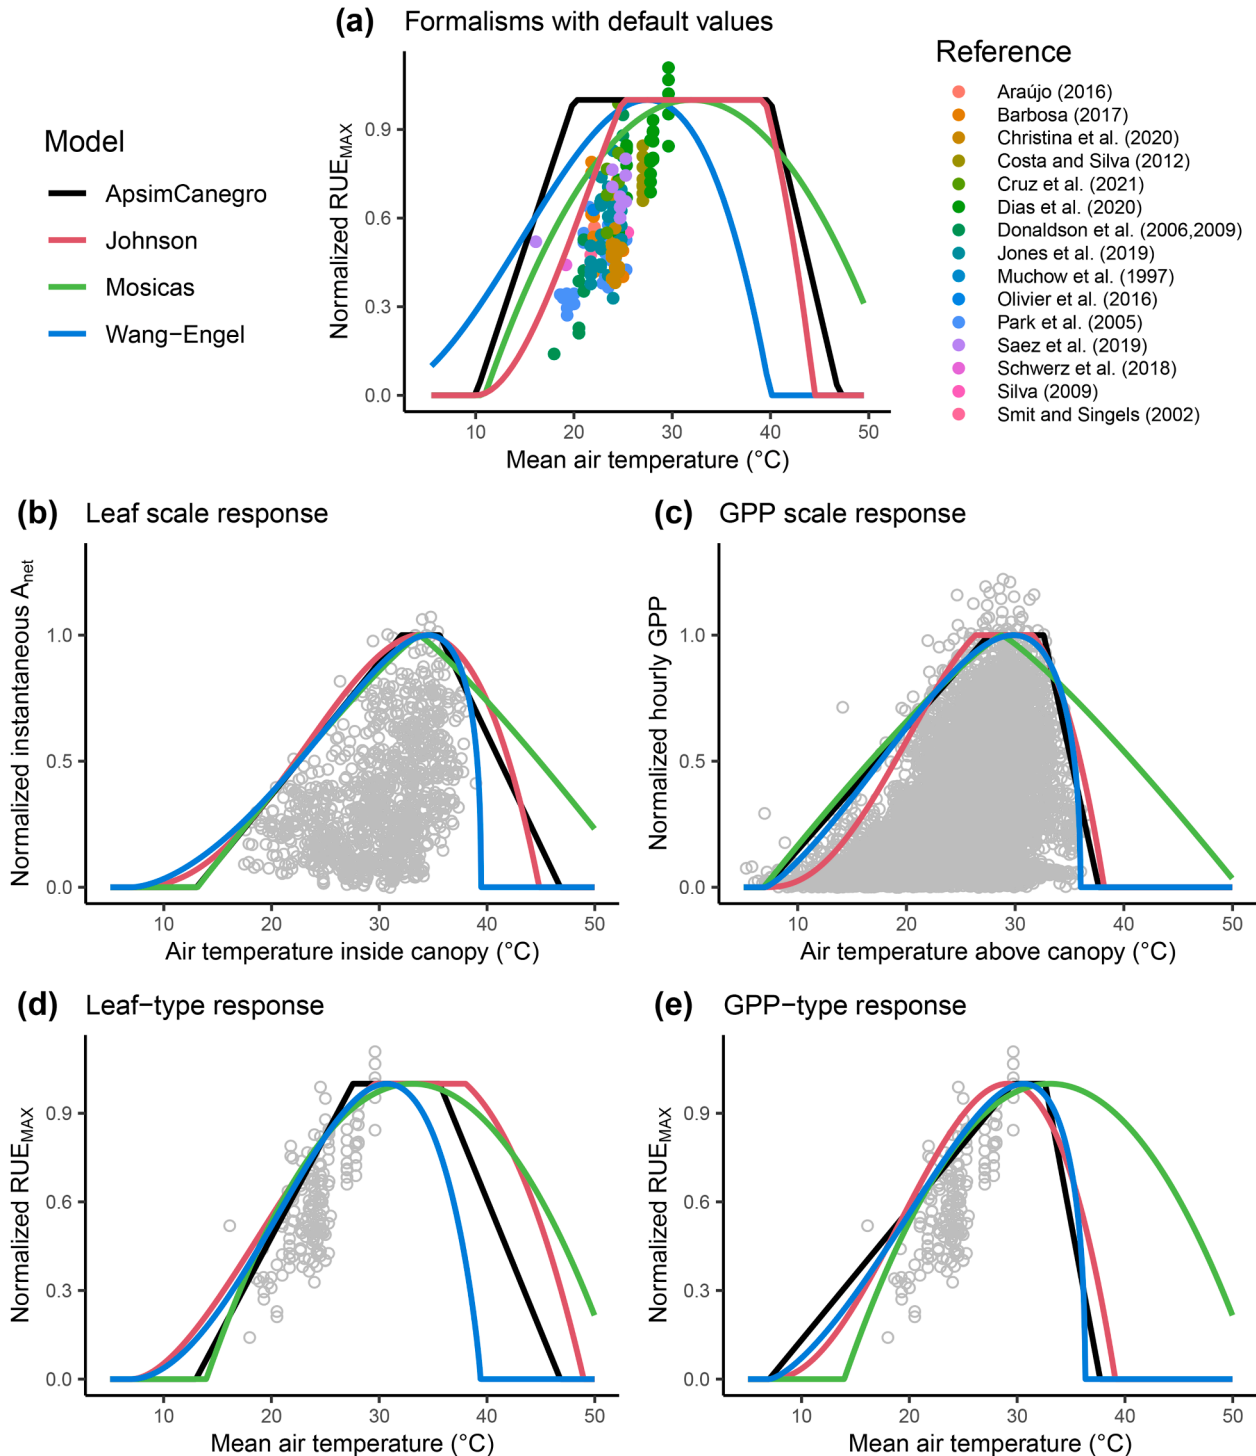 (a) Formalisms with default values
Model
ApsimCanegro
Johnson
Mosicas
Wang−Engel
Normalized RUEMAX
0.9
0.6
0.3
0.0
10 20 30 40 50
Mean air temperature (°C)
Reference
Araújo (2016)
Barbosa (2017)
Christina et al. (2020)
Costa and Silva (2012)
Cruz et al. (2021)
Dias et al. (2020)
Donaldson et al. (2006,2009)
Jones et al. (2019)
Muchow et al. (1997)
Olivier et al. (2016)
Park et al. (2005)
Saez et al. (2019)
Schwerz et al. (2018)
Silva (2009)
Smit and Singels (2002)
(b) Leaf scale response
Normalized instantaneous Anet
1.0
0.5
0.0
10 20 30 40 50
Air temperature inside canopy (°C)
(c) GPP scale response
Normalized hourly GPP
1.0
0.5
0.0
10 20 30 40 50
Air temperature above canopy (°C)
(d) Leaf−type response
Normalized RUEMAX
0.9
0.6
0.3
0.0
10 20 30 40 50
Mean air temperature (°C)
(e) GPP−type response
Normalized RUEMAX
0.9
0.6
0.3
0.0
10 20 30 40 50
Mean air temperature (°C)